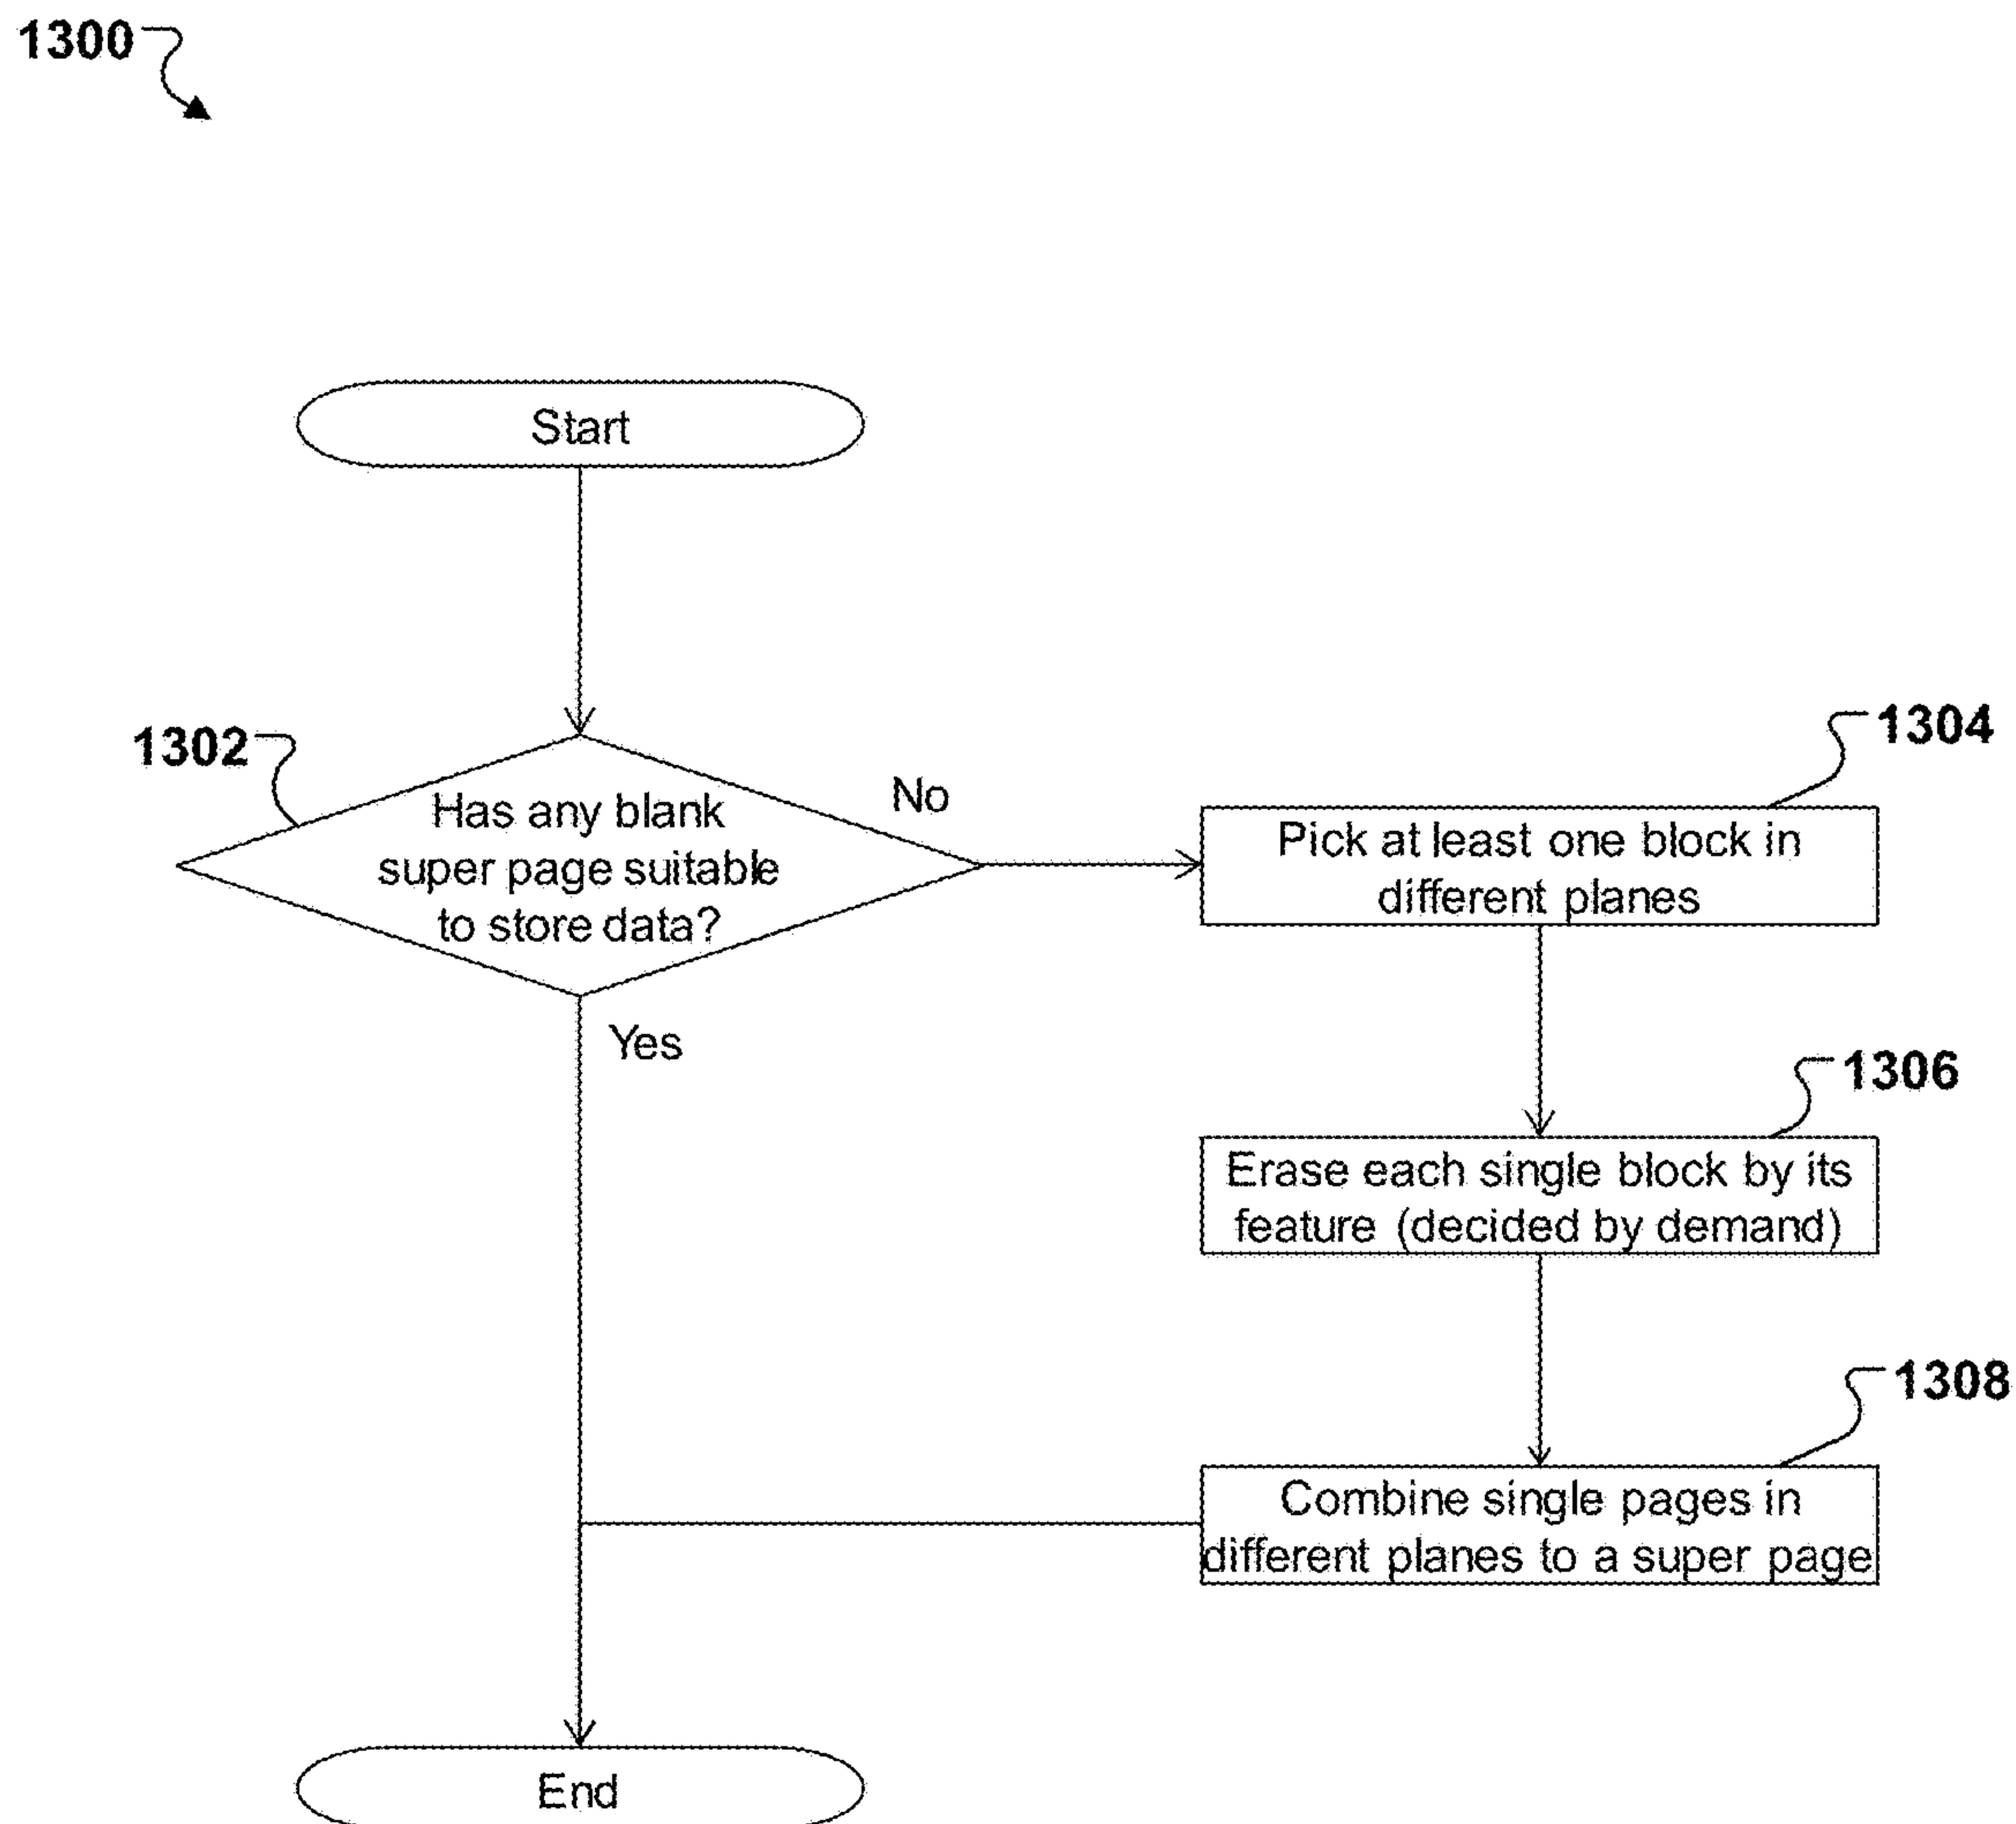 1300
Start
1302
Has any blank
super page suitable
to store data?
No
Yes
1304
Pick at least one block in
different planes
1306
Erase each single block by its
feature (decided by demand)
1308
Combine single pages in
different planes to a super page
End